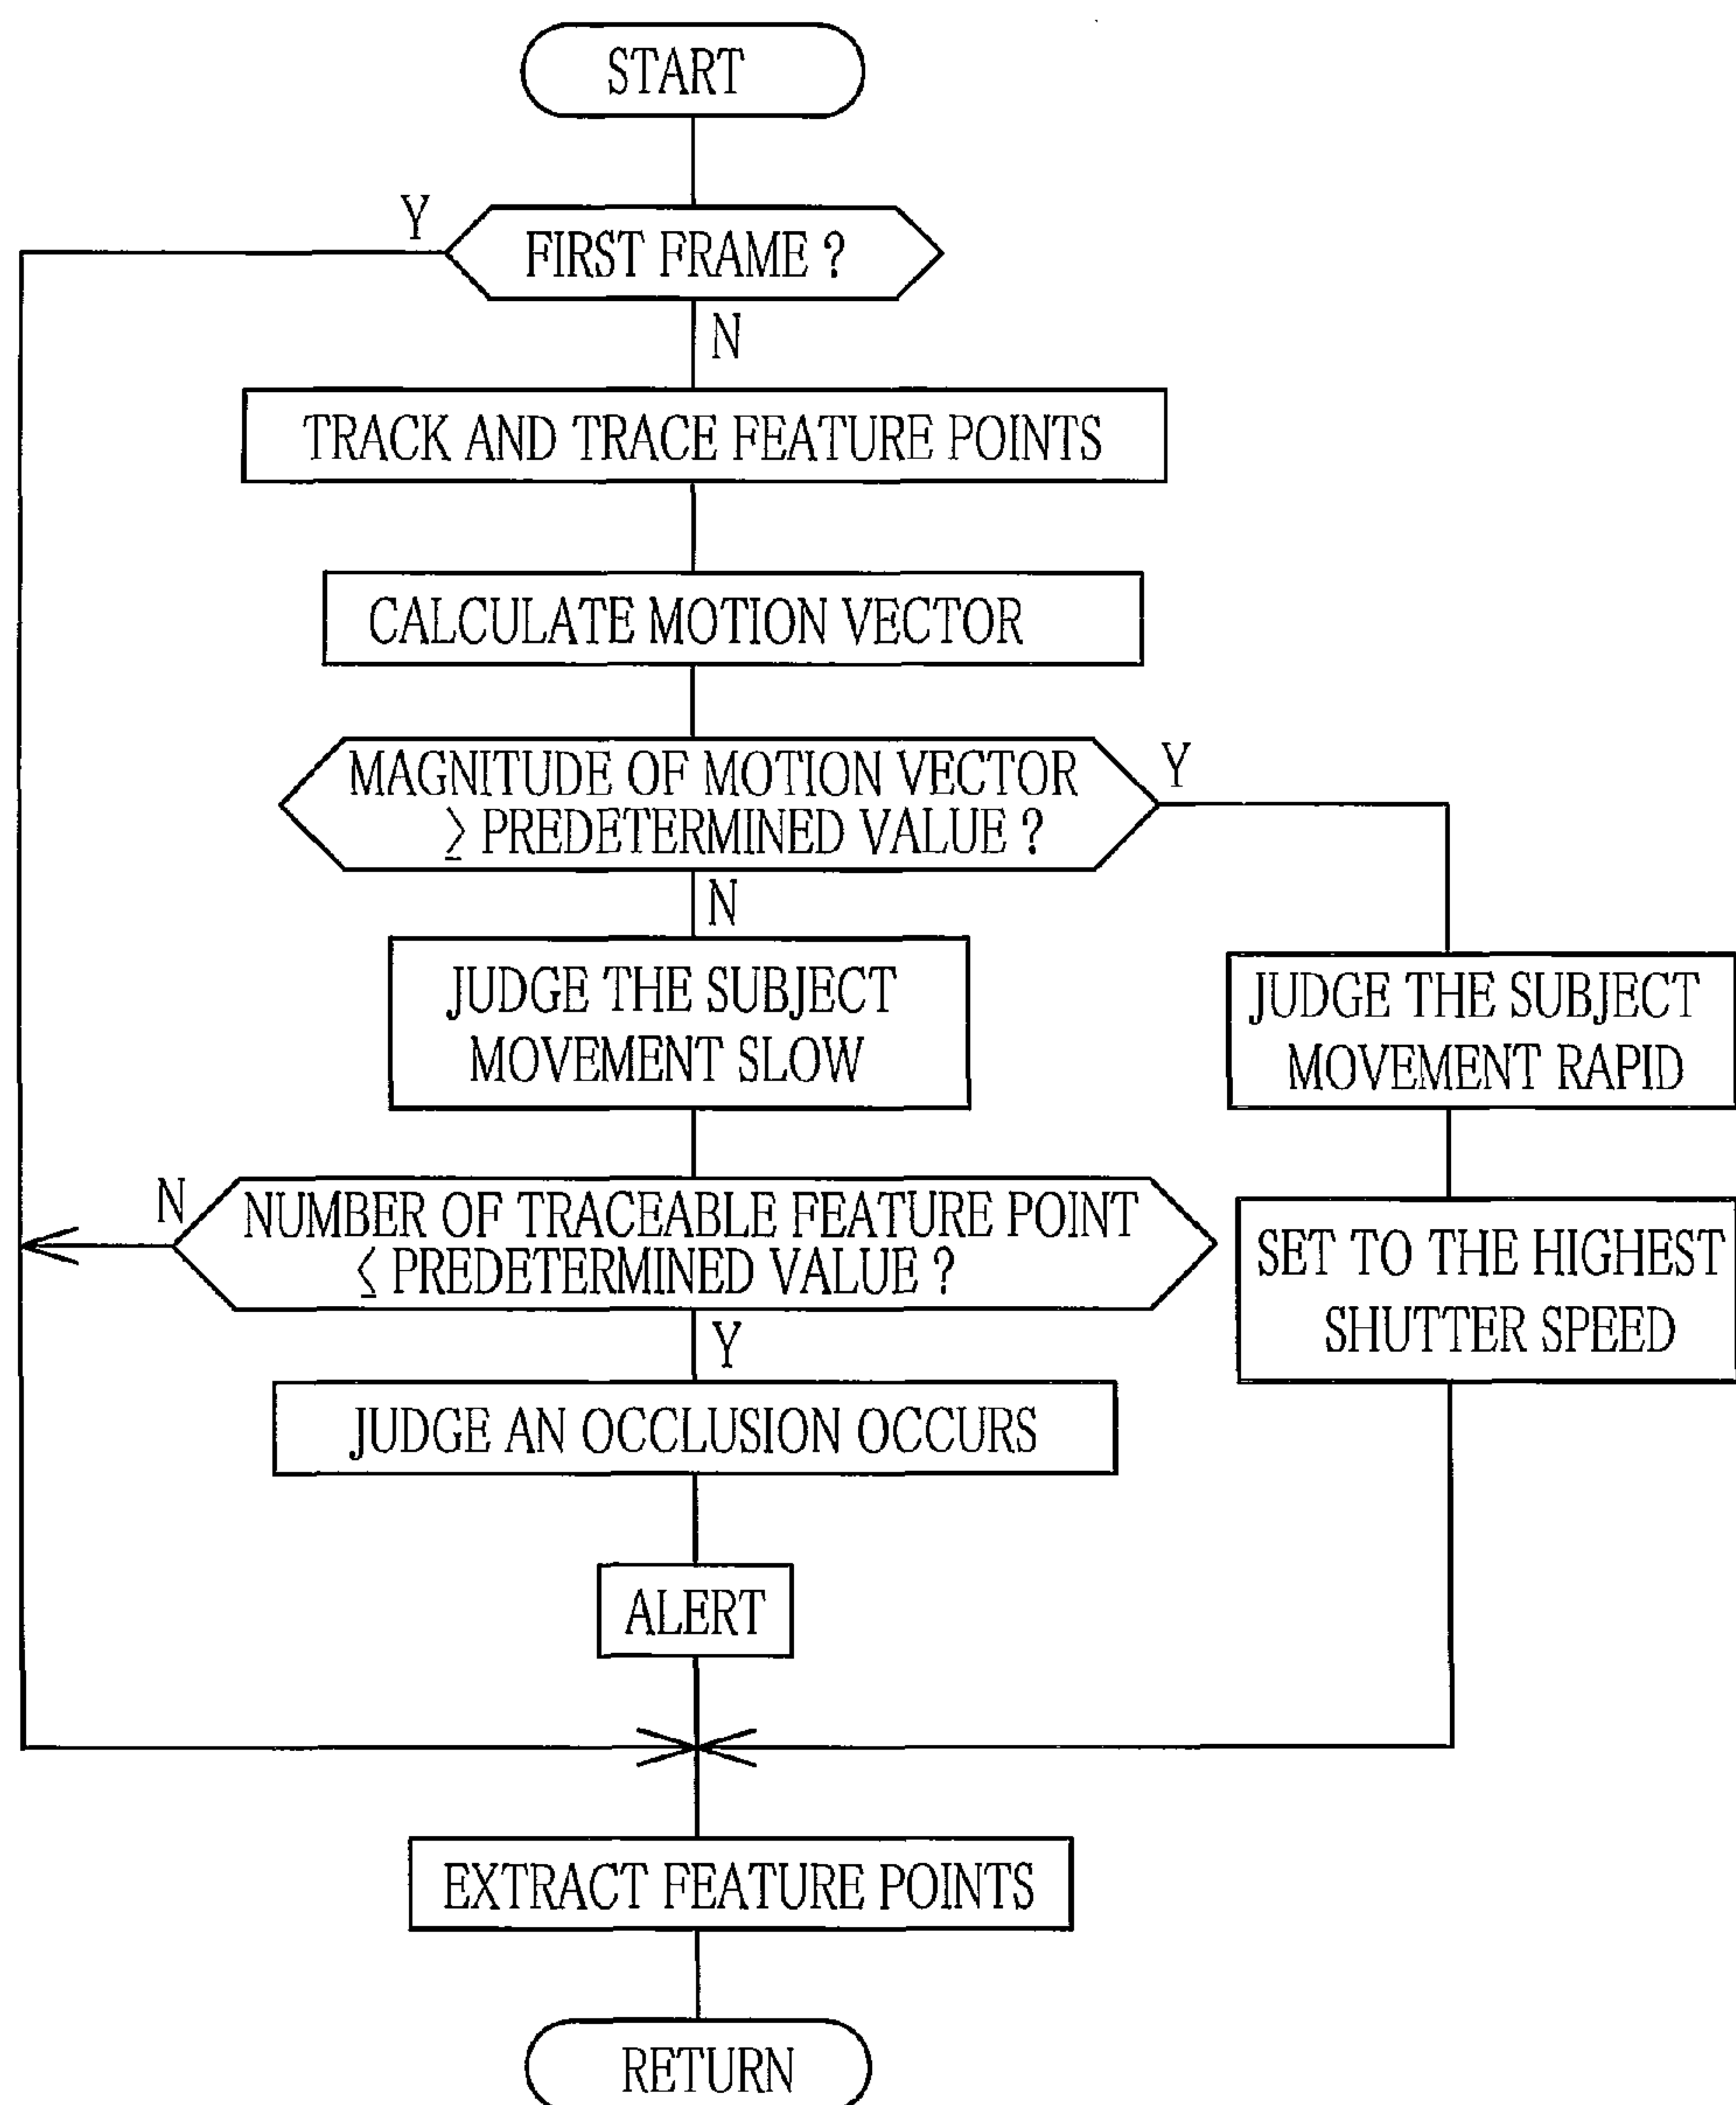 START
Y
FIRST FRAME ?
N
TRACK AND TRACE FEATURE POINTS
CALCULATE MOTION VECTOR
MAGNITUDE OF MOTION VECTOR
≥ PREDETERMINED VALUE ?
Y
N
JUDGE THE SUBJECT
MOVEMENT SLOW
JUDGE THE SUBJECT
MOVEMENT RAPID
N
NUMBER OF TRACEABLE FEATURE POINT
≤ PREDETERMINED VALUE ?
Y
SET TO THE HIGHEST
SHUTTER SPEED
JUDGE AN OCCLUSION OCCURS
ALERT
EXTRACT FEATURE POINTS
RETURN